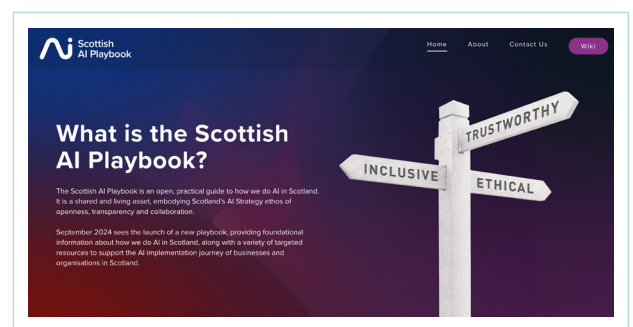 Scottish
AI Playbook
Home About Contact Us Wiki
What is the Scottish
AI Playbook?
The Scottish AI Playbook is an open, practical guide to how we do AI in Scotland.
It is a shared and living asset, embodying Scotland's AI Strategy ethos of
openness, transparency and collaboration.
September 2024 sees the launch of a new playbook, providing foundational
information about how we do Ai in Scotland, along with a variety of targeted
resources to support the AI implementation journey of businesses and
organisations in Scotland.
TRUSTWORTHY
INCLUSIVE
ETHICAL